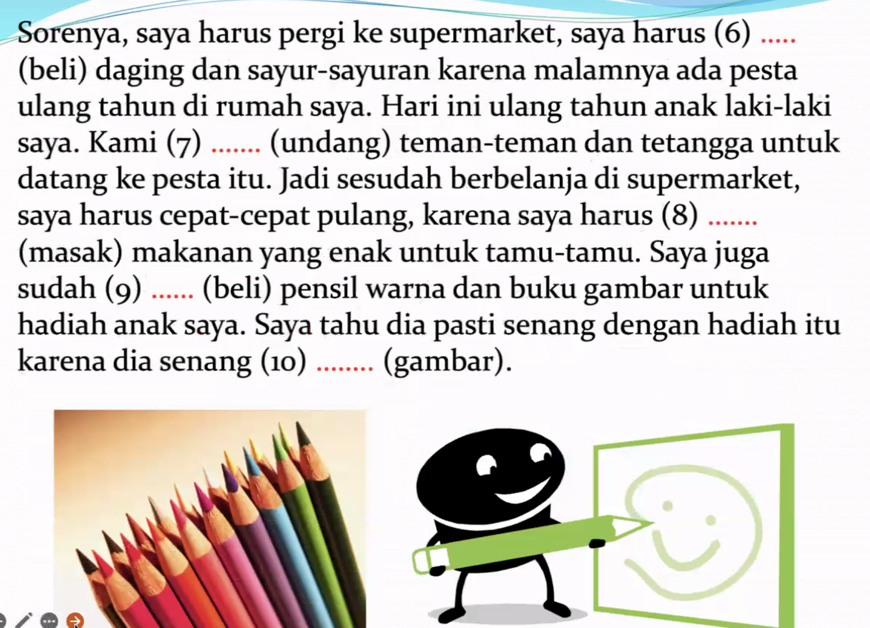 Sorenya, saya harus pergi ke supermarket, saya harus (6) .....
(beli) daging dan sayur-sayuran karena malamnya ada pesta
ulang tahun di rumah saya. Hari ini ulang tahun anak laki-laki
saya. Kami (7) ....... (undang) teman-teman dan tetangga untuk
datang ke pesta itu. Jadi sesudah berbelanja di supermarket,
saya harus cepat-cepat pulang, karena saya harus (8) .......
(masak) makanan yang enak untuk tamu-tamu. Saya juga
sudah (9) ...... (beli) pensil warna dan buku gambar untuk
hadiah anak saya. Saya tahu dia pasti senang dengan hadiah itu
karena dia senang (10) ........ (gambar).